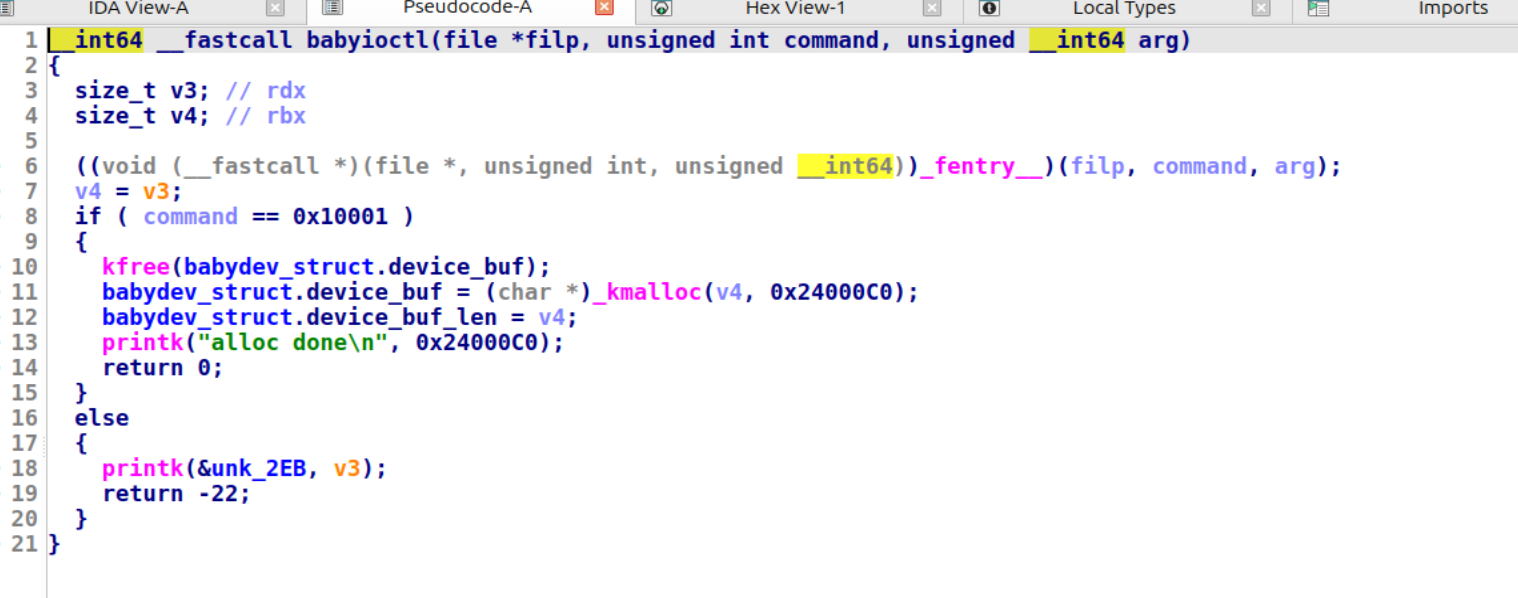 IDA View-A Pseudocode-A Hex View-1 Local Types Imports
1 __int64 __fastcall babyioctl(file *filp, unsigned int command, unsigned __int64 arg)
2 {
3 size_t v3; // rdx
4 size_t v4; // rbx
5
6 ((void (__fastcall *)(file *, unsigned int, unsigned __int64))_fentry__)(filp, command, arg);
7 v4 = v3;
8 if ( command == 0x10001 )
9 {
10 kfree(babydev_struct.device_buf);
11 babydev_struct.device_buf = (char *)_kmalloc(v4, 0x24000C0);
12 babydev_struct.device_buf_len = v4;
13 printk("alloc done\n", 0x24000C0);
14 return 0;
15 }
16 else
17 {
18 printk(&unk_2EB, v3);
19 return -22;
20 }
21 }